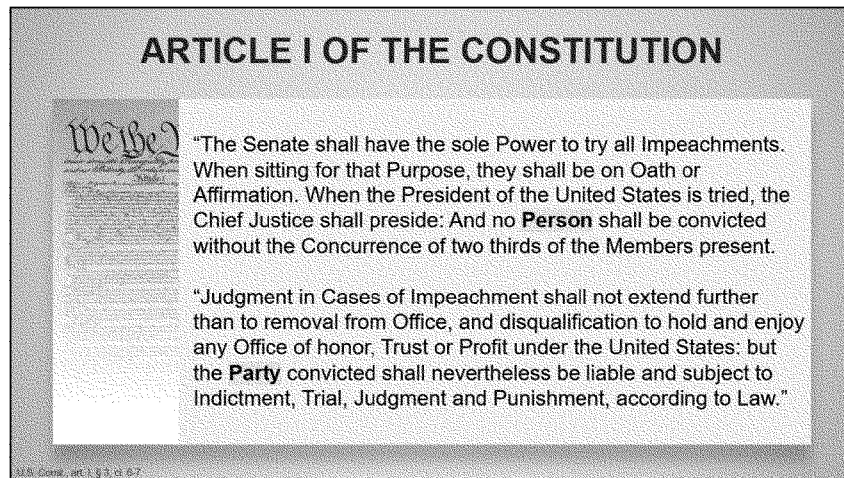 ARTICLE I OF THE CONSTITUTION
We the
“The Senate shall have the sole Power to try all Impeachments.
When sitting for that Purpose, they shall be on Oath or
Affirmation. When the President of the United States is tried, the
Chief Justice shall preside: And no Person shall be convicted
without the Concurrence of two thirds of the Members present.
“Judgment in Cases of Impeachment shall not extend further
than to removal from Office, and disqualification to hold and enjoy
any Office of honor, Trust or Profit under the United States: but
the Party convicted shall nevertheless be liable and subject to
Indictment, Trial, Judgment and Punishment, according to Law.”
U.S. Const., art. I, § 3, cl. 6-7